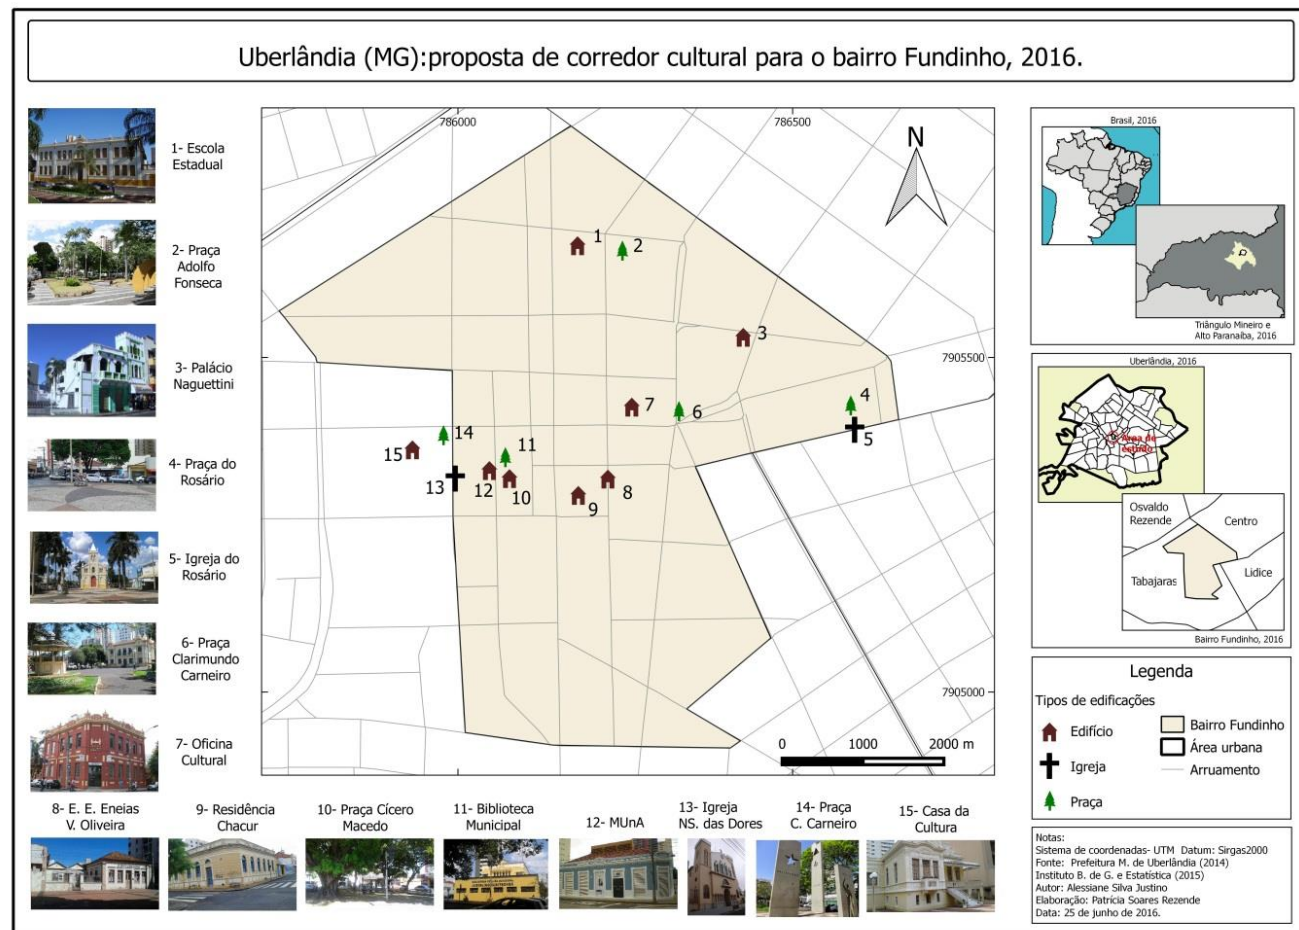 Uberlândia (MG):proposta de corredor cultural para o bairro Fundinho, 2016.
1- Escola
Estadual
2- Praça
Adolfo
Fonseca
3- Palácio
Naguettini
4- Praça do
Rosário
5- Igreja do
Rosário
6- Praça
Clarimundo
Carneiro
7- Oficina
Cultural
8- E. E. Eneias
V. Oliveira
9- Residência
Chacur
10- Praça Cícero
Macedo
11- Biblioteca
Municipal
12- MUnA
13- Igreja
NS. das Dores
14- Praça
C. Carneiro
15- Casa da
Cultura
786000
786500
N
1
2
3
7905500
4
7
6
5
14
11
15
13
12
10
9
8
7905000
0 1000 2000 m
Brasil, 2016
Triângulo Mineiro e
Alto Paranaíba, 2016
Uberlândia, 2016
Área de
estudo
Osvaldo
Rezende
Centro
Tabajaras
Lidice
Bairro Fundinho, 2016
Legenda
Tipos de edificações
Edifício
Igreja
Praça
Bairro Fundinho
Área urbana
Arruamento
Notas:
Sistema de coordenadas- UTM Datum: Sirgas2000
Fonte: Prefeitura M. de Uberlândia (2014)
Instituto B. de G. e Estatística (2015)
Autor: Alessiane Silva Justino
Elaboração: Patrícia Soares Rezende
Data: 25 de junho de 2016.